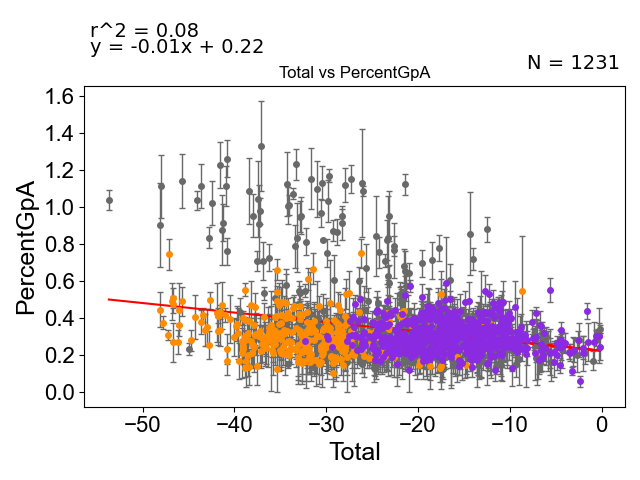 r^2 = 0.08
y = -0.01x + 0.22
N = 1231
Total vs PercentGpA
1.6
1.4
1.2
1.0
0.8
0.6
0.4
0.2
0.0
PercentGpA
−50 −40 −30 −20 −10 0
Total